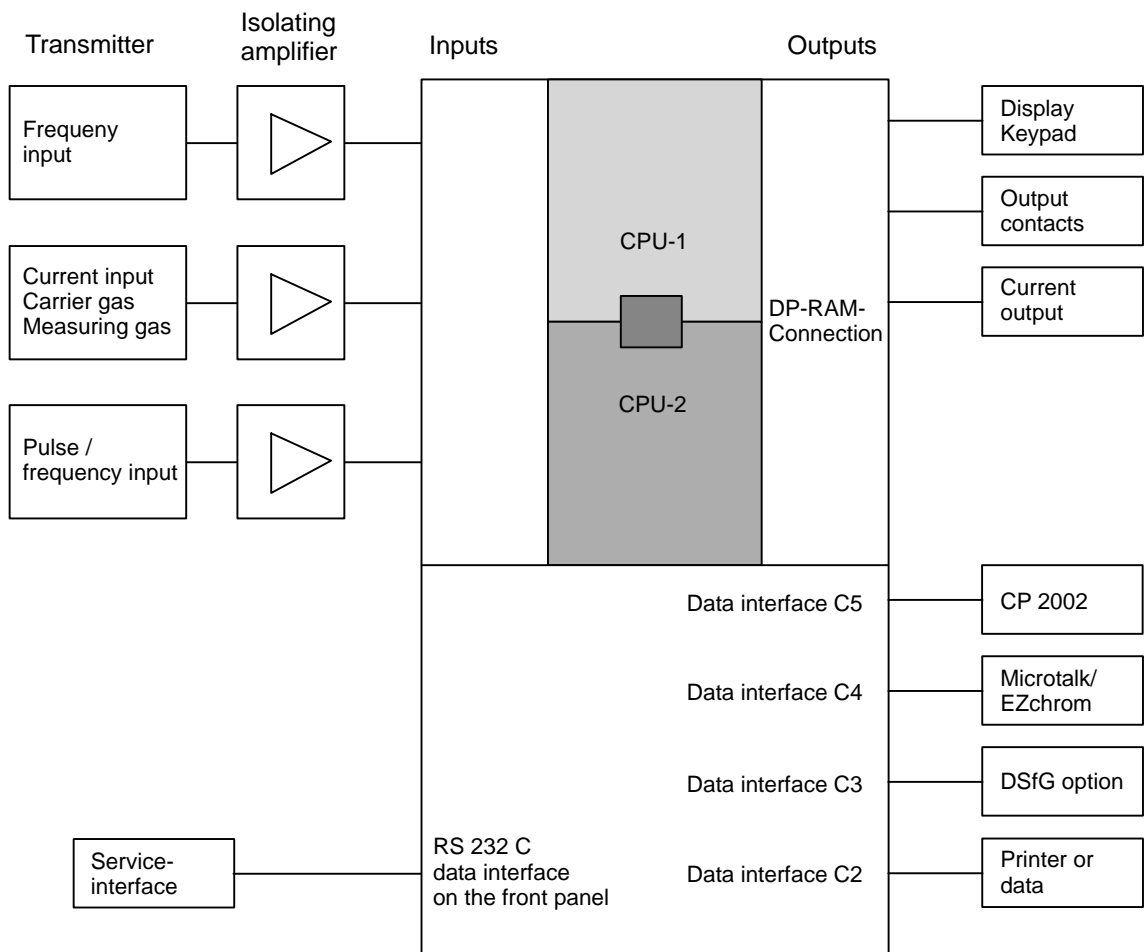 Transmitter
Isolating
amplifier
Inputs
Outputs
Frequeny
input
Display
Keypad
Output
contacts
CPU-1
Current input
Carrier gas
Measuring gas
DP-RAM-
Connection
Current
output
CPU-2
Pulse /
frequency input
Data interface C5
CP 2002
Data interface C4
Microtalk/
EZchrom
Data interface C3
DSfG option
Service-
interface
RS 232 C
data interface
on the front panel
Data interface C2
Printer or
data